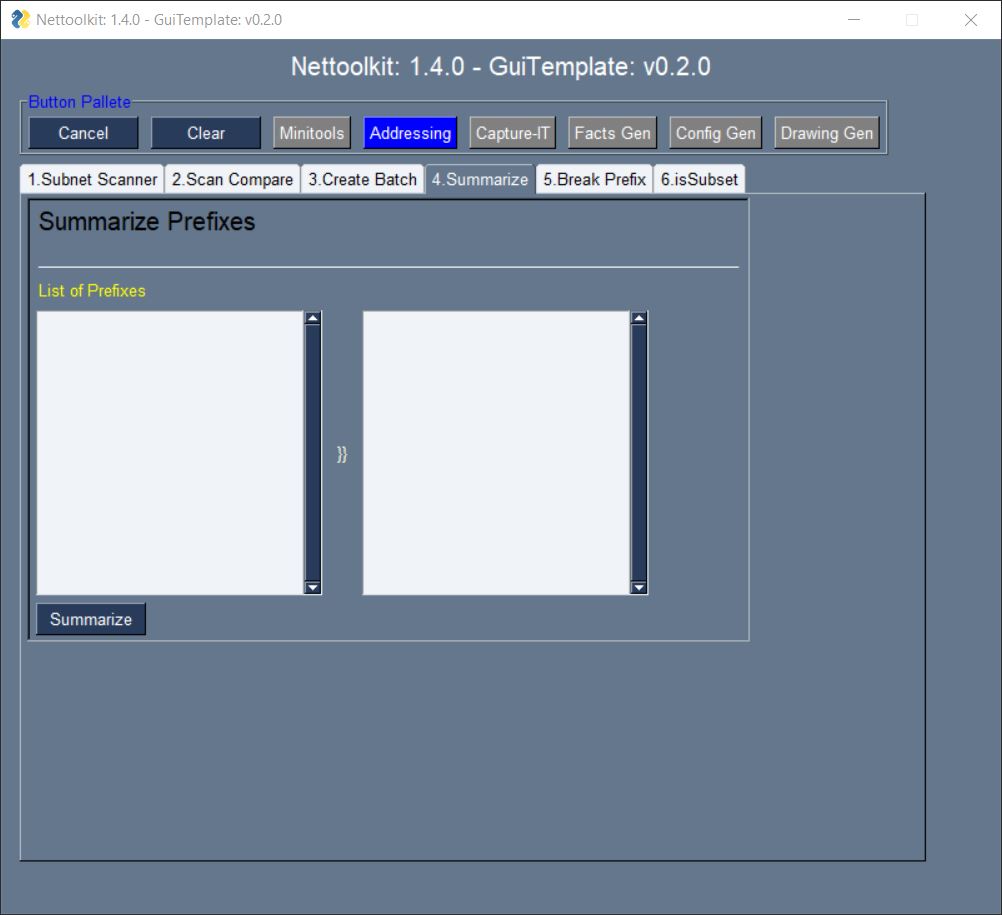 Nettoolkit: 1.4.0 - GuiTemplate: v0.2.0
Nettoolkit: 1.4.0 - GuiTemplate: v0.2.0
Button Pallete
Cancel Clear Minitools Addressing Capture-IT Facts Gen Config Gen Drawing Gen
1.Subnet Scanner 2.Scan Compare 3.Create Batch 4.Summarize 5.Break Prefix 6.isSubset
Summarize Prefixes
List of Prefixes
}}
Summarize